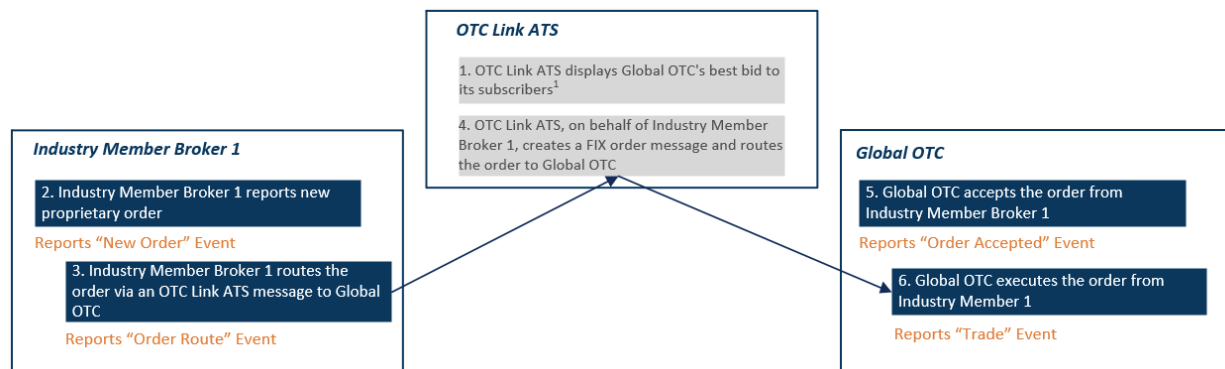 OTC Link ATS
1. OTC Link ATS displays Global OTC's best bid to
its subscribers¹
4. OTC Link ATS, on behalf of Industry Member
Broker 1, creates a FIX order message and routes
the order to Global OTC
Industry Member Broker 1
2. Industry Member Broker 1 reports new
proprietary order
Reports “New Order” Event
3. Industry Member Broker 1 routes the
order via an OTC Link ATS message to Global
OTC
Reports “Order Route” Event
Global OTC
5. Global OTC accepts the order from
Industry Member Broker 1
Reports “Order Accepted” Event
6. Global OTC executes the order from
Industry Member 1
Reports “Trade” Event